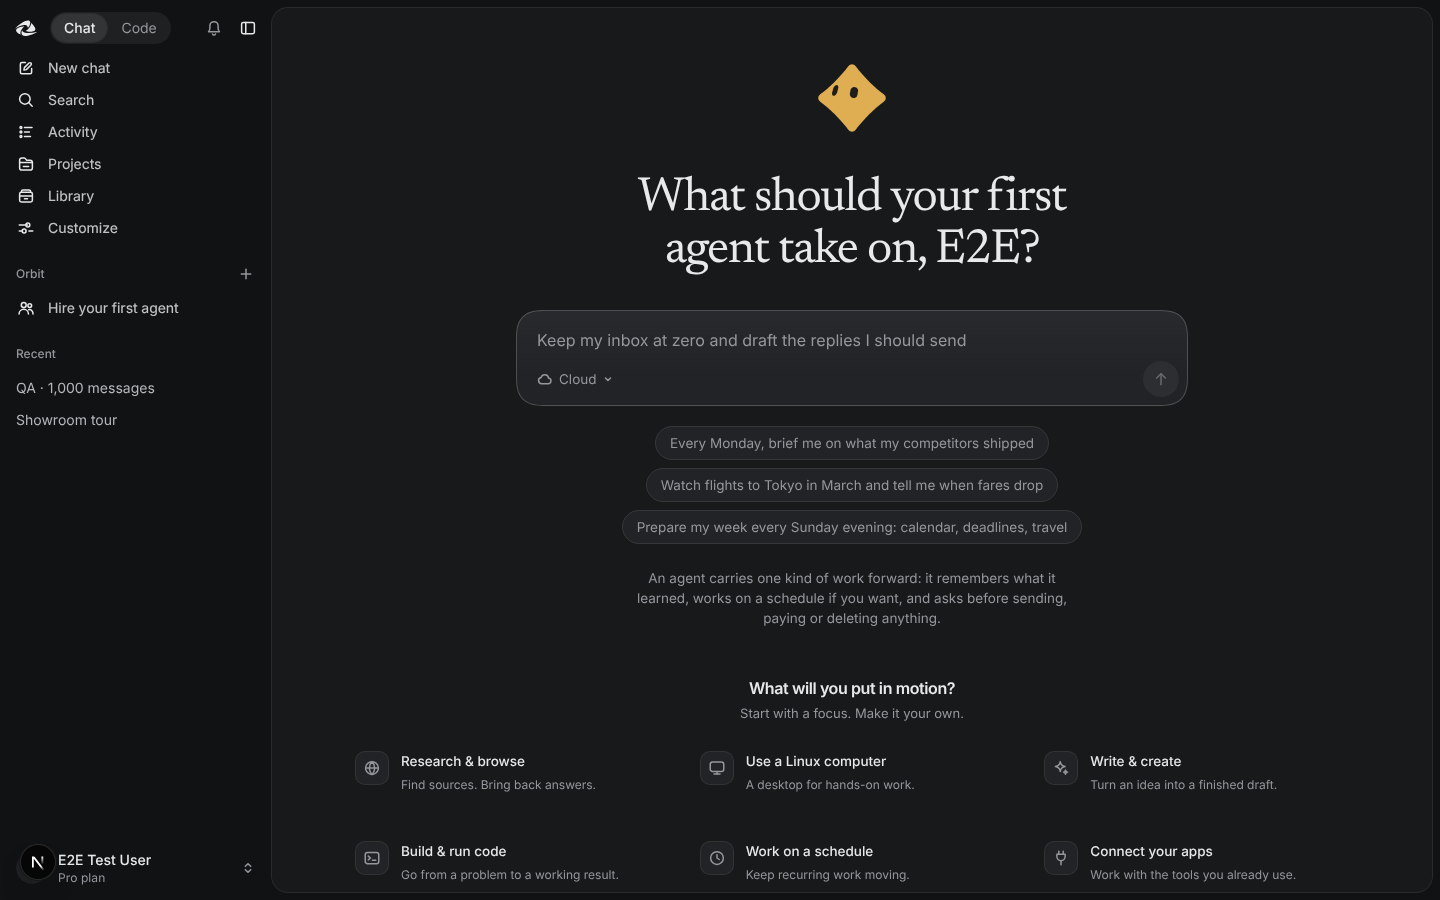 Chat
Code
New chat
Search
Activity
Projects
Library
Customize
Orbit
Hire your first agent
Recent
QA · 1,000 messages
Showroom tour
N
E2E Test User
Pro plan
What should your first
agent take on, E2E?
Keep my inbox at zero and draft the replies I should send
Cloud
Every Monday, brief me on what my competitors shipped
Watch flights to Tokyo in March and tell me when fares drop
Prepare my week every Sunday evening: calendar, deadlines, travel
An agent carries one kind of work forward: it remembers what it
learned, works on a schedule if you want, and asks before sending,
paying or deleting anything.
What will you put in motion?
Start with a focus. Make it your own.
Research & browse
Find sources. Bring back answers.
Use a Linux computer
A desktop for hands-on work.
Write & create
Turn an idea into a finished draft.
Build & run code
Go from a problem to a working result.
Work on a schedule
Keep recurring work moving.
Connect your apps
Work with the tools you already use.